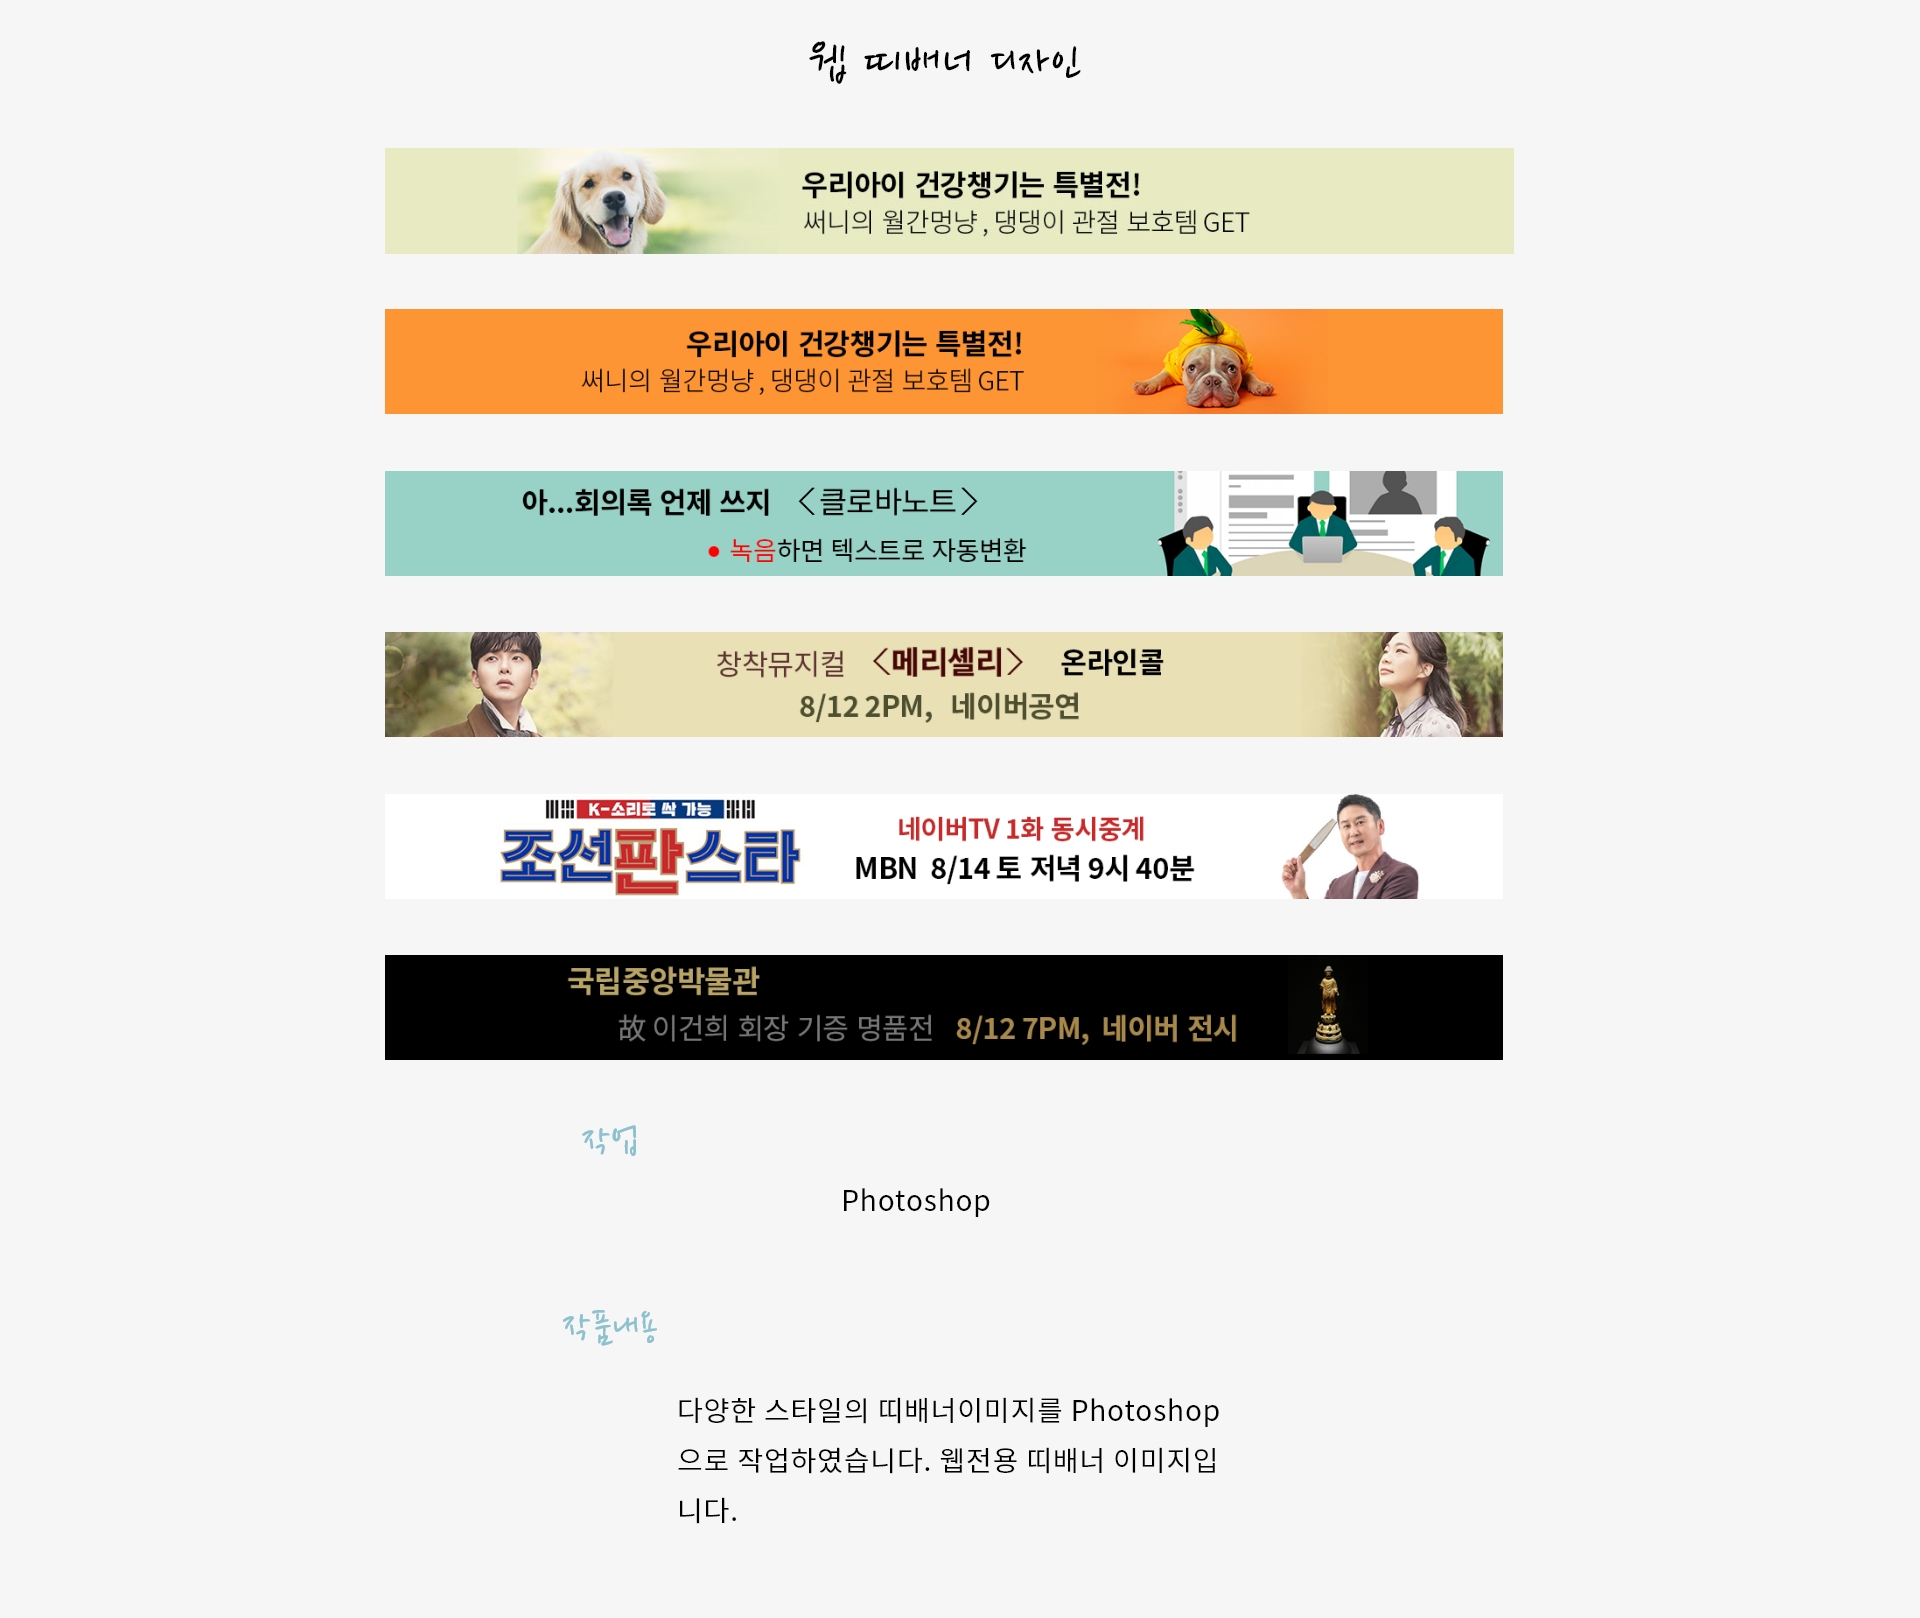 웹 띠배너 디자인
우리아이 건강챙기는 특별전!
써니의 월간멍냥 , 댕댕이 관절 보호템 GET
우리아이 건강챙기는 특별전!
써니의 월간멍냥 , 댕댕이 관절 보호템 GET
아...회의록 언제 쓰지 〈클로바노트〉
● 녹음하면 텍스트로 자동변환
창착뮤지컬 〈메리셸리〉 온라인콜
8/12 2PM, 네이버공연
K-소리로 싹 가능
조선판스타
네이버TV 1화 동시중계
MBN 8/14 토 저녁 9시 40분
국립중앙박물관
故 이건희 회장 기증 명품전 8/12 7PM, 네이버 전시
작업
Photoshop
작품내용
다양한 스타일의 띠배너이미지를 Photoshop
으로 작업하였습니다. 웹전용 띠배너 이미지입
니다.